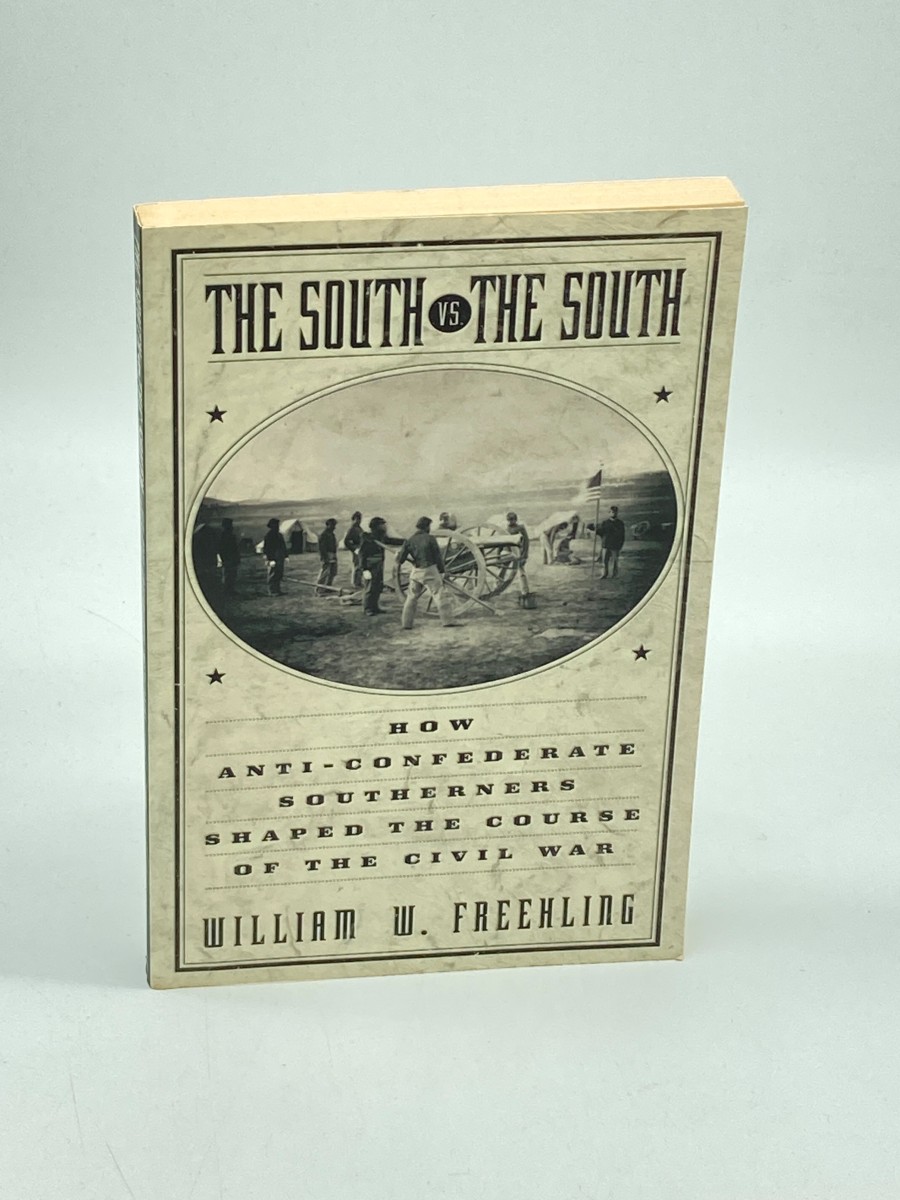 THE SOUTH VS. THE SOUTH
HOW
ANTI-CONFEDERATE
SOUTHERNERS
SHAPED THE COURSE
OF THE CIVIL WAR
WILLIAM W. FREEHLING